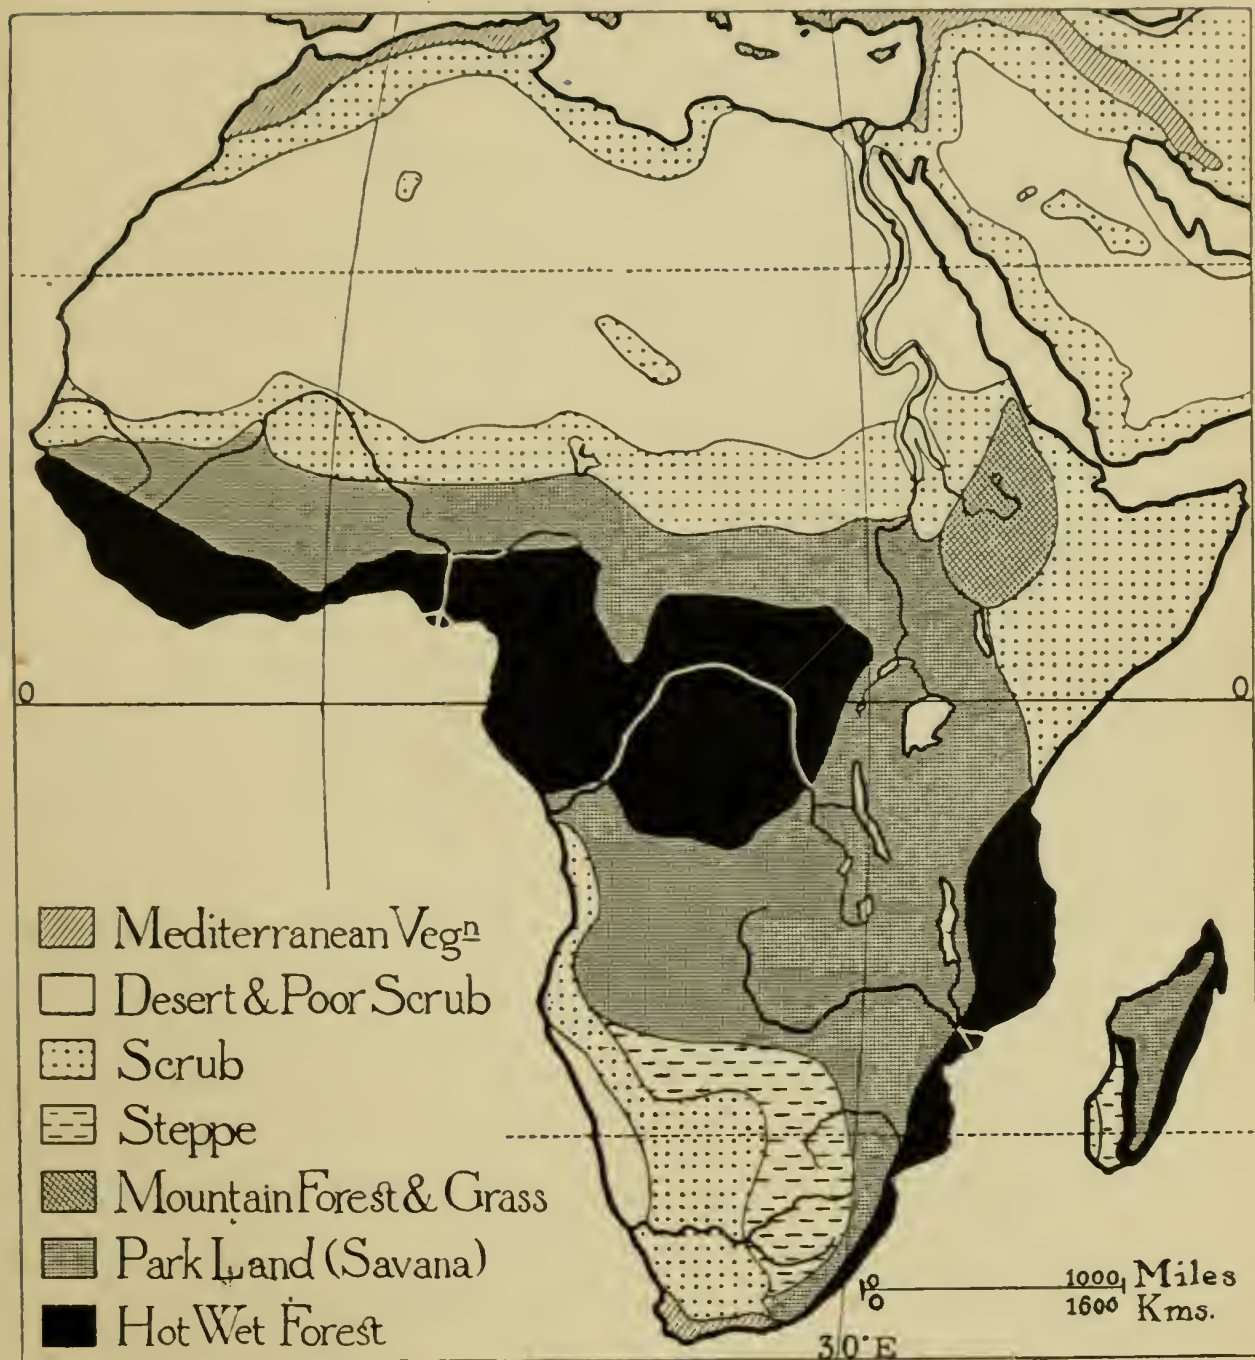 0
0
Mediterranean Vegn
Desert & Poor Scrub
Scrub
Steppe
Mountain Forest & Grass
Park Land (Savana)
Hot Wet Forest
0 1000 Miles
0 1600 Kms.
30° E